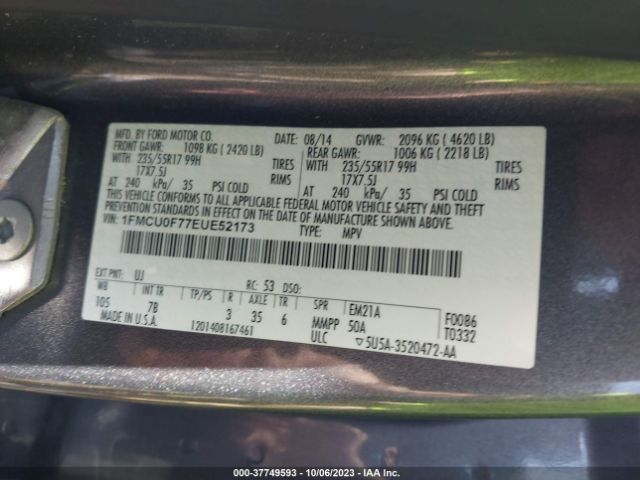 MFD. BY FORD MOTOR CO. DATE: 08/14 GVWR: 2096 KG ( 4620 LB)
FRONT GAWR: 1098 KG ( 2420 LB) REAR GAWR: 1006 KG ( 2218 LB)
WITH 235/55R17 99H TIRES WITH 235/55R17 99H TIRES
17X7.5J RIMS 17X7.5J RIMS
AT 240 kPa/ 35 PSI COLD AT 240 kPa/ 35 PSI COLD
THIS VEHICLE CONFORMS TO ALL APPLICABLE FEDERAL MOTOR VEHICLE SAFETY AND BUMPER AND THEFT
PREVENTION STANDARDS IN EFFECT ON THE DATE OF MANUFACTURE SHOWN ABOVE.
VIN: 1FMCU0F77EUE52173 TYPE: MPV
EXT PNT: UJ RC: 53 DSO:
WB INT TR TP/PS R AXLE TR SPR EM21A F0086
105 7B 3 35 6 MMPP 50A T0332
MADE IN U.S.A. 1201408167461 ULC ▽5U5A-3520472-AA
000-37749593 - 10/06/2023 - IAA Inc.